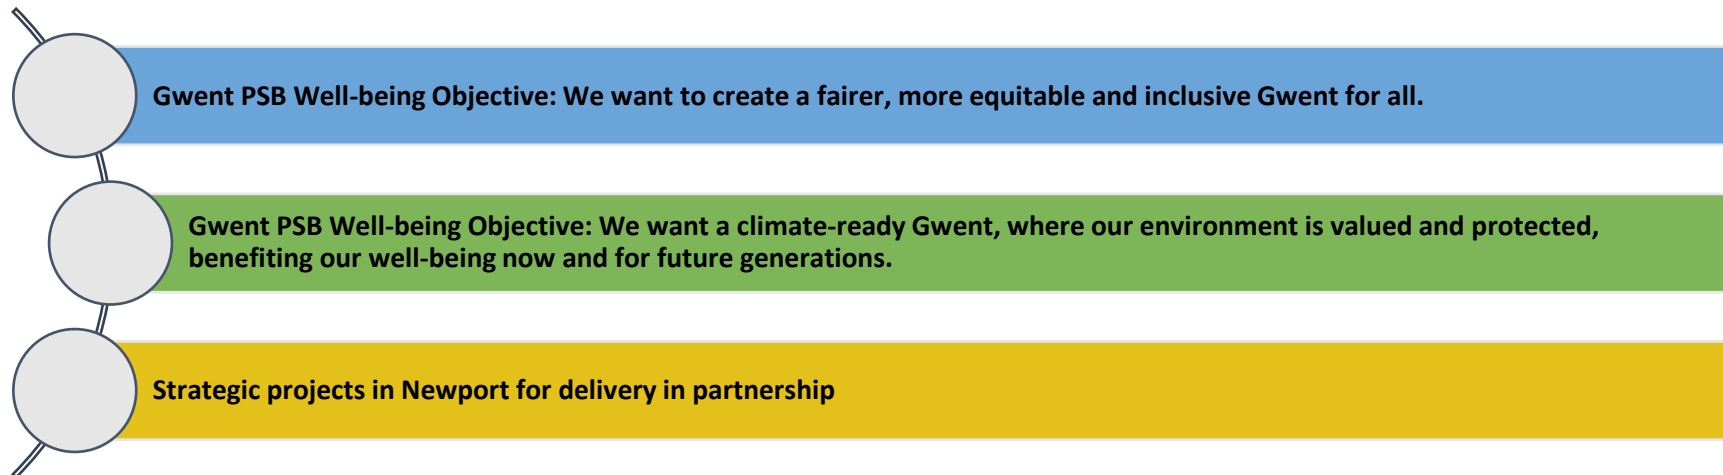 Gwent PSB Well-being Objective: We want to create a fairer, more equitable and inclusive Gwent for all.
Gwent PSB Well-being Objective: We want a climate-ready Gwent, where our environment is valued and protected,
benefiting our well-being now and for future generations.
Strategic projects in Newport for delivery in partnership